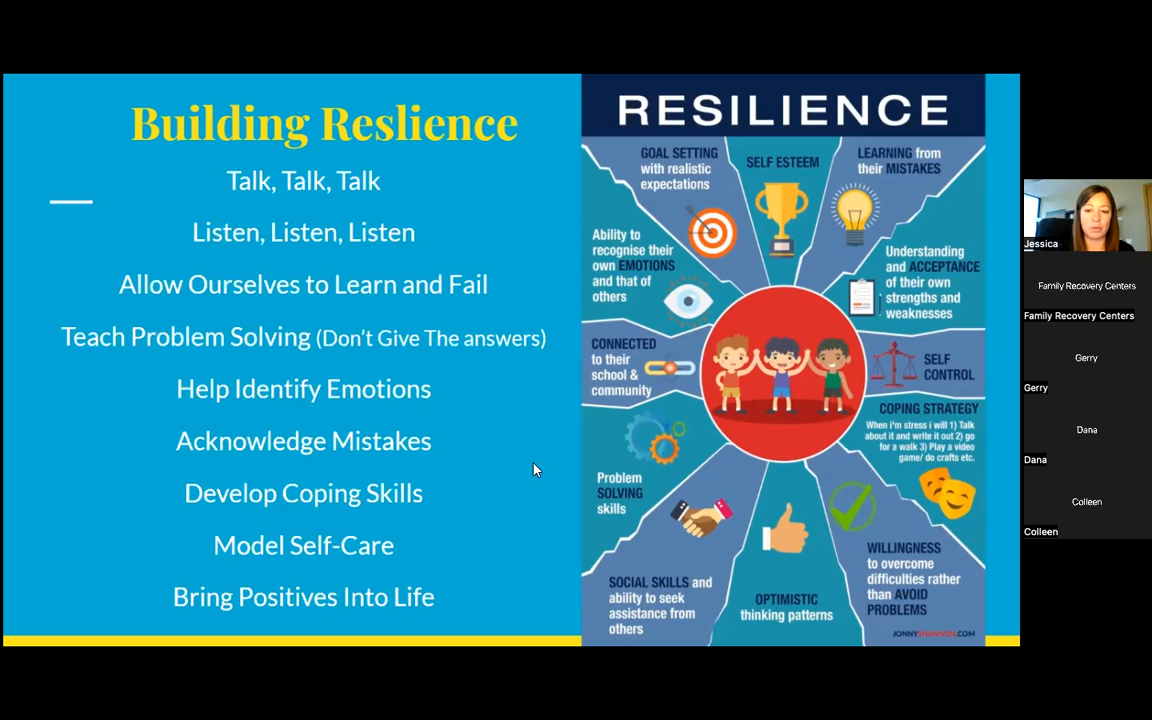 Building Reslience
Talk, Talk, Talk
Listen, Listen, Listen
Allow Ourselves to Learn and Fail
Teach Problem Solving (Don't Give The answers)
Help Identify Emotions
Acknowledge Mistakes
Develop Coping Skills
Model Self-Care
Bring Positives Into Life
RESILIENCE
GOAL SETTING
with realistic
expectations
SELF ESTEEM
LEARNING from
their MISTAKES
Ability to
recognise their
own EMOTIONS
and that of
others
Understanding
and ACCEPTANCE
of their own
strengths and
weaknesses
CONNECTED
to their
school &
community
SELF
CONTROL
COPING STRATEGY
When i'm stress i will 1) Talk
about it and write it out 2) go
for a walk 3) Play a video
game/ do crafts etc.
Problem
SOLVING
skills
SOCIAL SKILLS and
ability to seek
assistance from
others
OPTIMISTIC
thinking patterns
WILLINGNESS
to overcome
difficulties rather
than AVOID
PROBLEMS
JONNYSHANNON.COM
Jessica
Family Recovery Centers
Family Recovery Centers
Gerry
Gerry
Dana
Dana
Colleen
Colleen